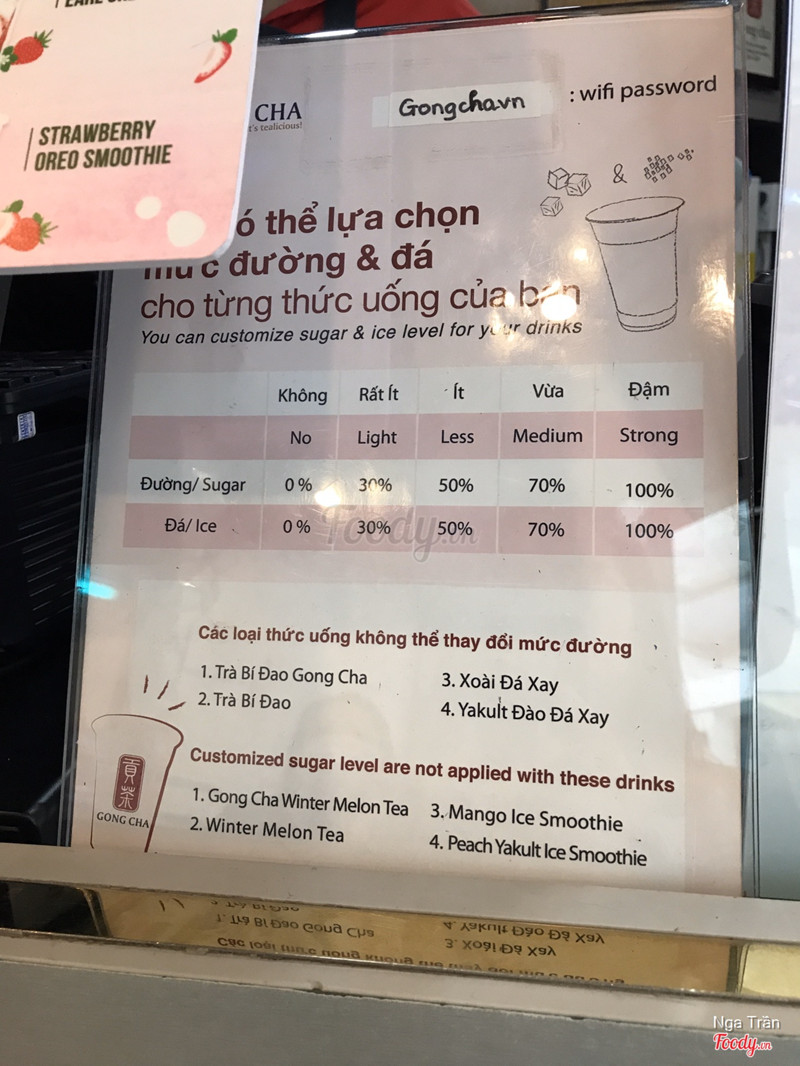 STRAWBERRY
OREO SMOOTHIE
CHA
t's tealicious!
Gongchavn : wifi password
&
ó thể lựa chọn
mức đường & đá
cho từng thức uống của bạn
You can customize sugar & ice level for your drinks
Không Rất Ít Ít Vừa Đậm
No Light Less Medium Strong
Đường/ Sugar 0 % 30% 50% 70% 100%
Đá/ Ice 0 % 30% 50% 70% 100%
Foody.vn
Các loại thức uống không thể thay đổi mức đường
1. Trà Bí Đao Gong Cha 3. Xoài Đá Xay
2. Trà Bí Đao 4. Yakult Đào Đá Xay
Customized sugar level are not applied with these drinks
1. Gong Cha Winter Melon Tea 3. Mango Ice Smoothie
2. Winter Melon Tea 4. Peach Yakult Ice Smoothie
貢茶
GONG CHA
Nga Trần
Foody.vn